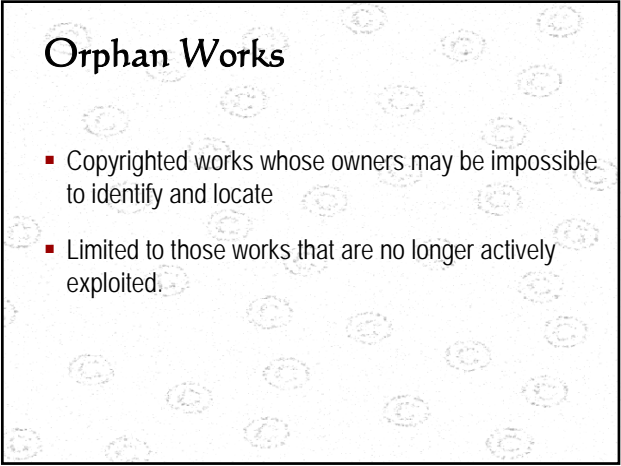 Orphan Works
▪ Copyrighted works whose owners may be impossible
to identify and locate
▪ Limited to those works that are no longer actively
exploited.